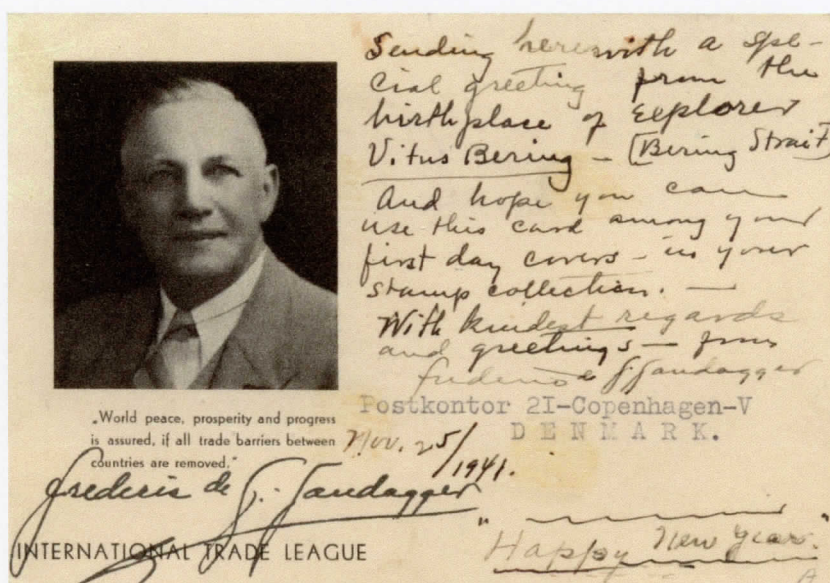 Sending herewith a spe-
cial greeting from the
birthplace of explorer
Vitus Bering – (Bering Strait)
And hope you can
use this card among your
first day covers – in your
stamp collection. —
With kindest regards
and greetings – from
Postkontor 2I-Copenhagen-V
DENMARK.
Nov. 25/1941.
„World peace, prosperity and progress
is assured, if all trade barriers between
countries are removed."
Frederic de
INTERNATIONAL TRADE LEAGUE
"Happy New Year."